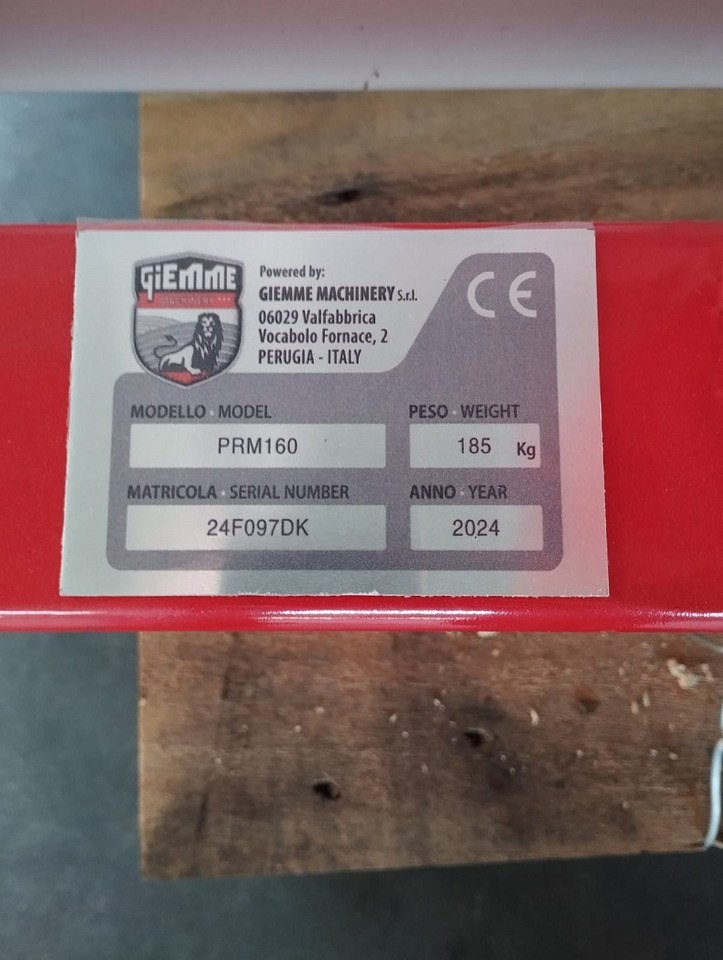 GiEMME
MACHINERY ***
Powered by:
GIEMME MACHINERY S.r.l.
06029 Valfabbrica
Vocabolo Fornace, 2
PERUGIA - ITALY
CE
MODELLO · MODEL
PRM160
PESO · WEIGHT
185 Kg
MATRICOLA · SERIAL NUMBER
24F097DK
ANNO · YEAR
2024